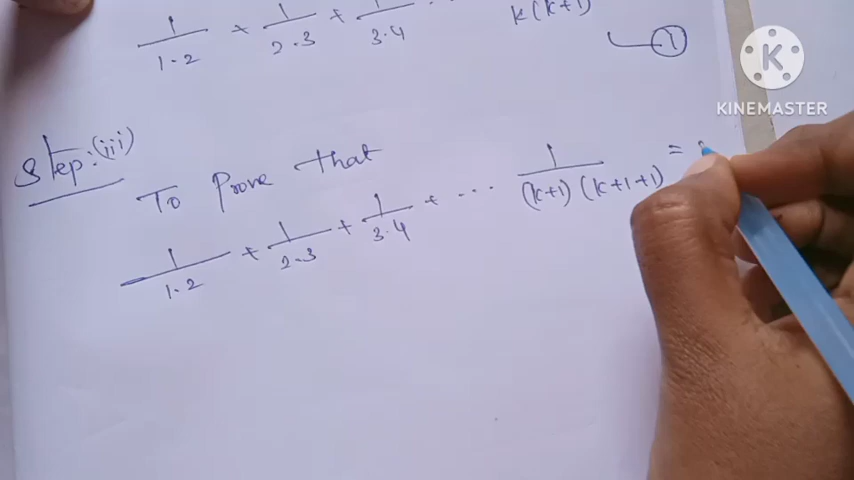 1/1.2 + 1/2.3 + 1/3.4 .. k(k+1)
1
K
KINEMASTER
Step:(iii)
To Prove that
1/1.2 + 1/2.3 + 1/3.4 + ... 1/(k+1)(k+1+1) =